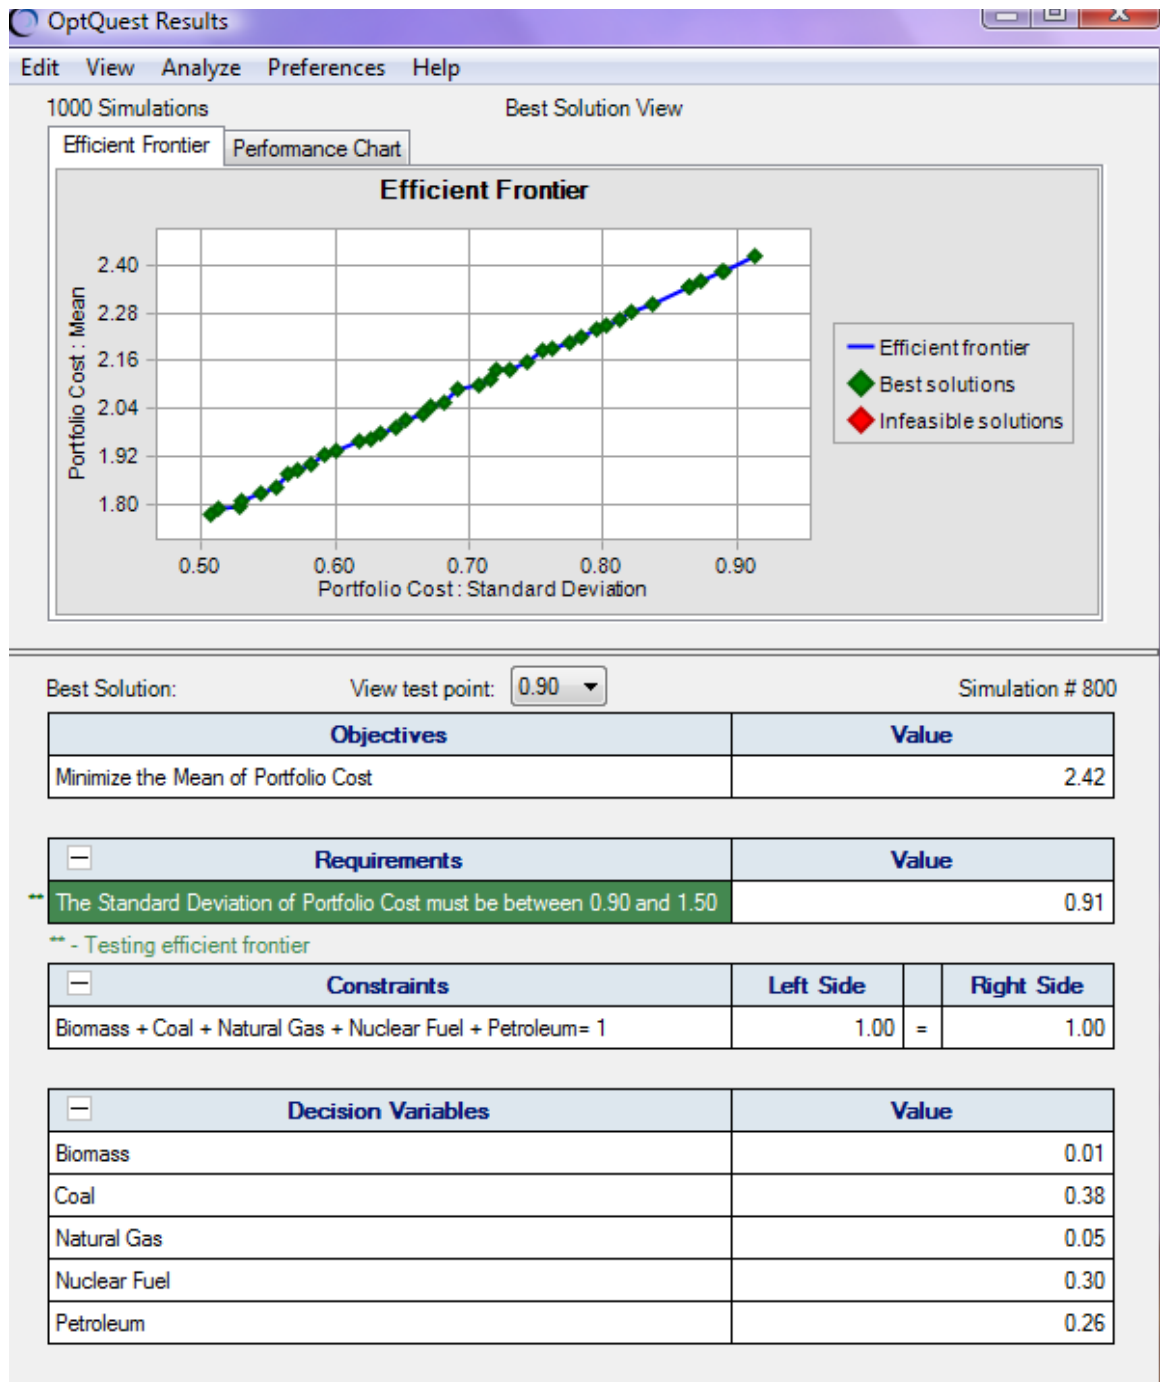 OptQuest Results
Edit View Analyze Preferences Help
1000 Simulations Best Solution View
Efficient Frontier Performance Chart
Efficient Frontier
Portfolio Cost : Mean
2.40
2.28
2.16
2.04
1.92
1.80
0.50 0.60 0.70 0.80 0.90
Portfolio Cost : Standard Deviation
Efficient frontier
Best solutions
Infeasible solutions
Best Solution: View test point: 0.90 Simulation # 800
Objectives Value
Minimize the Mean of Portfolio Cost 2.42
Requirements Value
** The Standard Deviation of Portfolio Cost must be between 0.90 and 1.50 0.91
** - Testing efficient frontier
Constraints Left Side Right Side
Biomass + Coal + Natural Gas + Nuclear Fuel + Petroleum= 1 1.00 = 1.00
Decision Variables Value
Biomass 0.01
Coal 0.38
Natural Gas 0.05
Nuclear Fuel 0.30
Petroleum 0.26